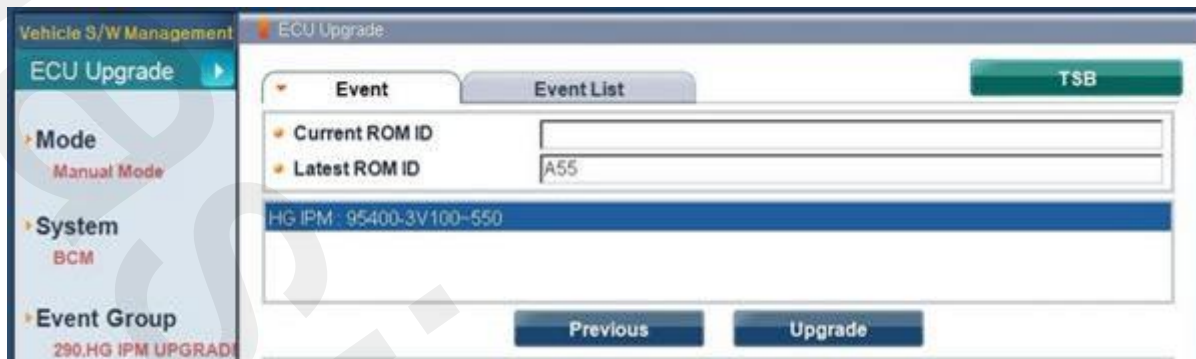 Vehicle S/W Management
ECU Upgrade
ECU Upgrade
Event
Event List
TSB
Current ROM ID
Latest ROM ID
A55
Mode
Manual Mode
HG IPM : 95400-3V100~550
System
BCM
Event Group
290.HG IPM UPGRAD
Previous
Upgrade